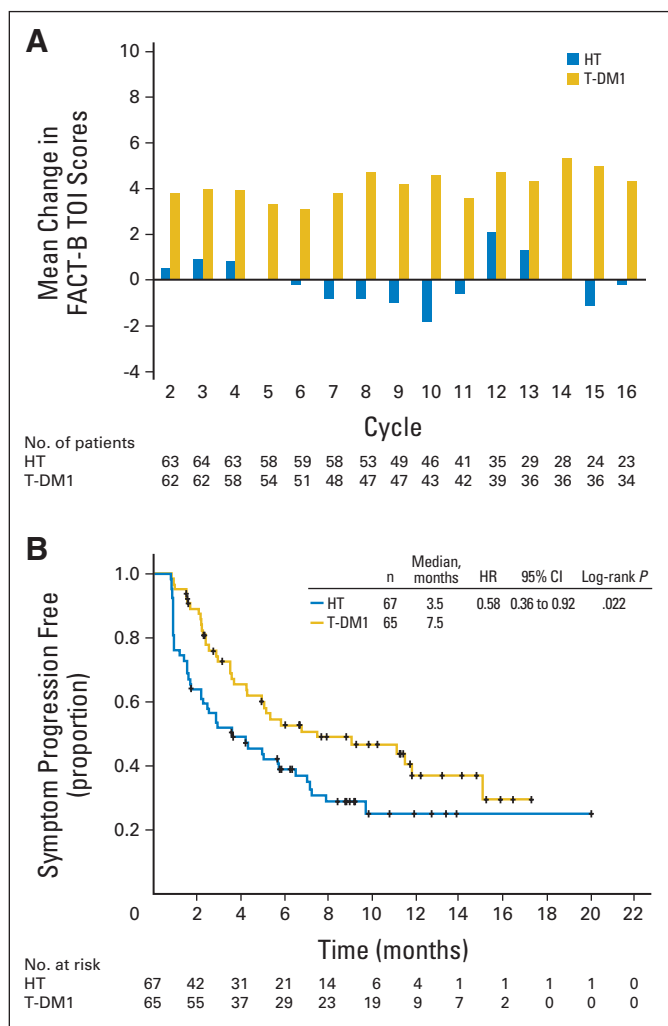 A
HT
T-DM1
Mean Change in
FACT-B TOI Scores
10
8
6
4
2
0
-2
-4
2 3 4 5 6 7 8 9 10 11 12 13 14 15 16
Cycle
No. of patients
HT 63 64 63 58 59 58 53 49 46 41 35 29 28 24 23
T-DM1 62 62 58 54 51 48 47 47 43 42 39 36 36 36 34
B
Median,
n months HR 95% CI Log-rank P
HT 67 3.5 0.58 0.36 to 0.92 .022
T-DM1 65 7.5
Symptom Progression Free
(proportion)
1.0
0.8
0.6
0.4
0.2
0 2 4 6 8 10 12 14 16 18 20 22
Time (months)
No. at risk
HT 67 42 31 21 14 6 4 1 1 1 1 0
T-DM1 65 55 37 29 23 19 9 7 2 0 0 0